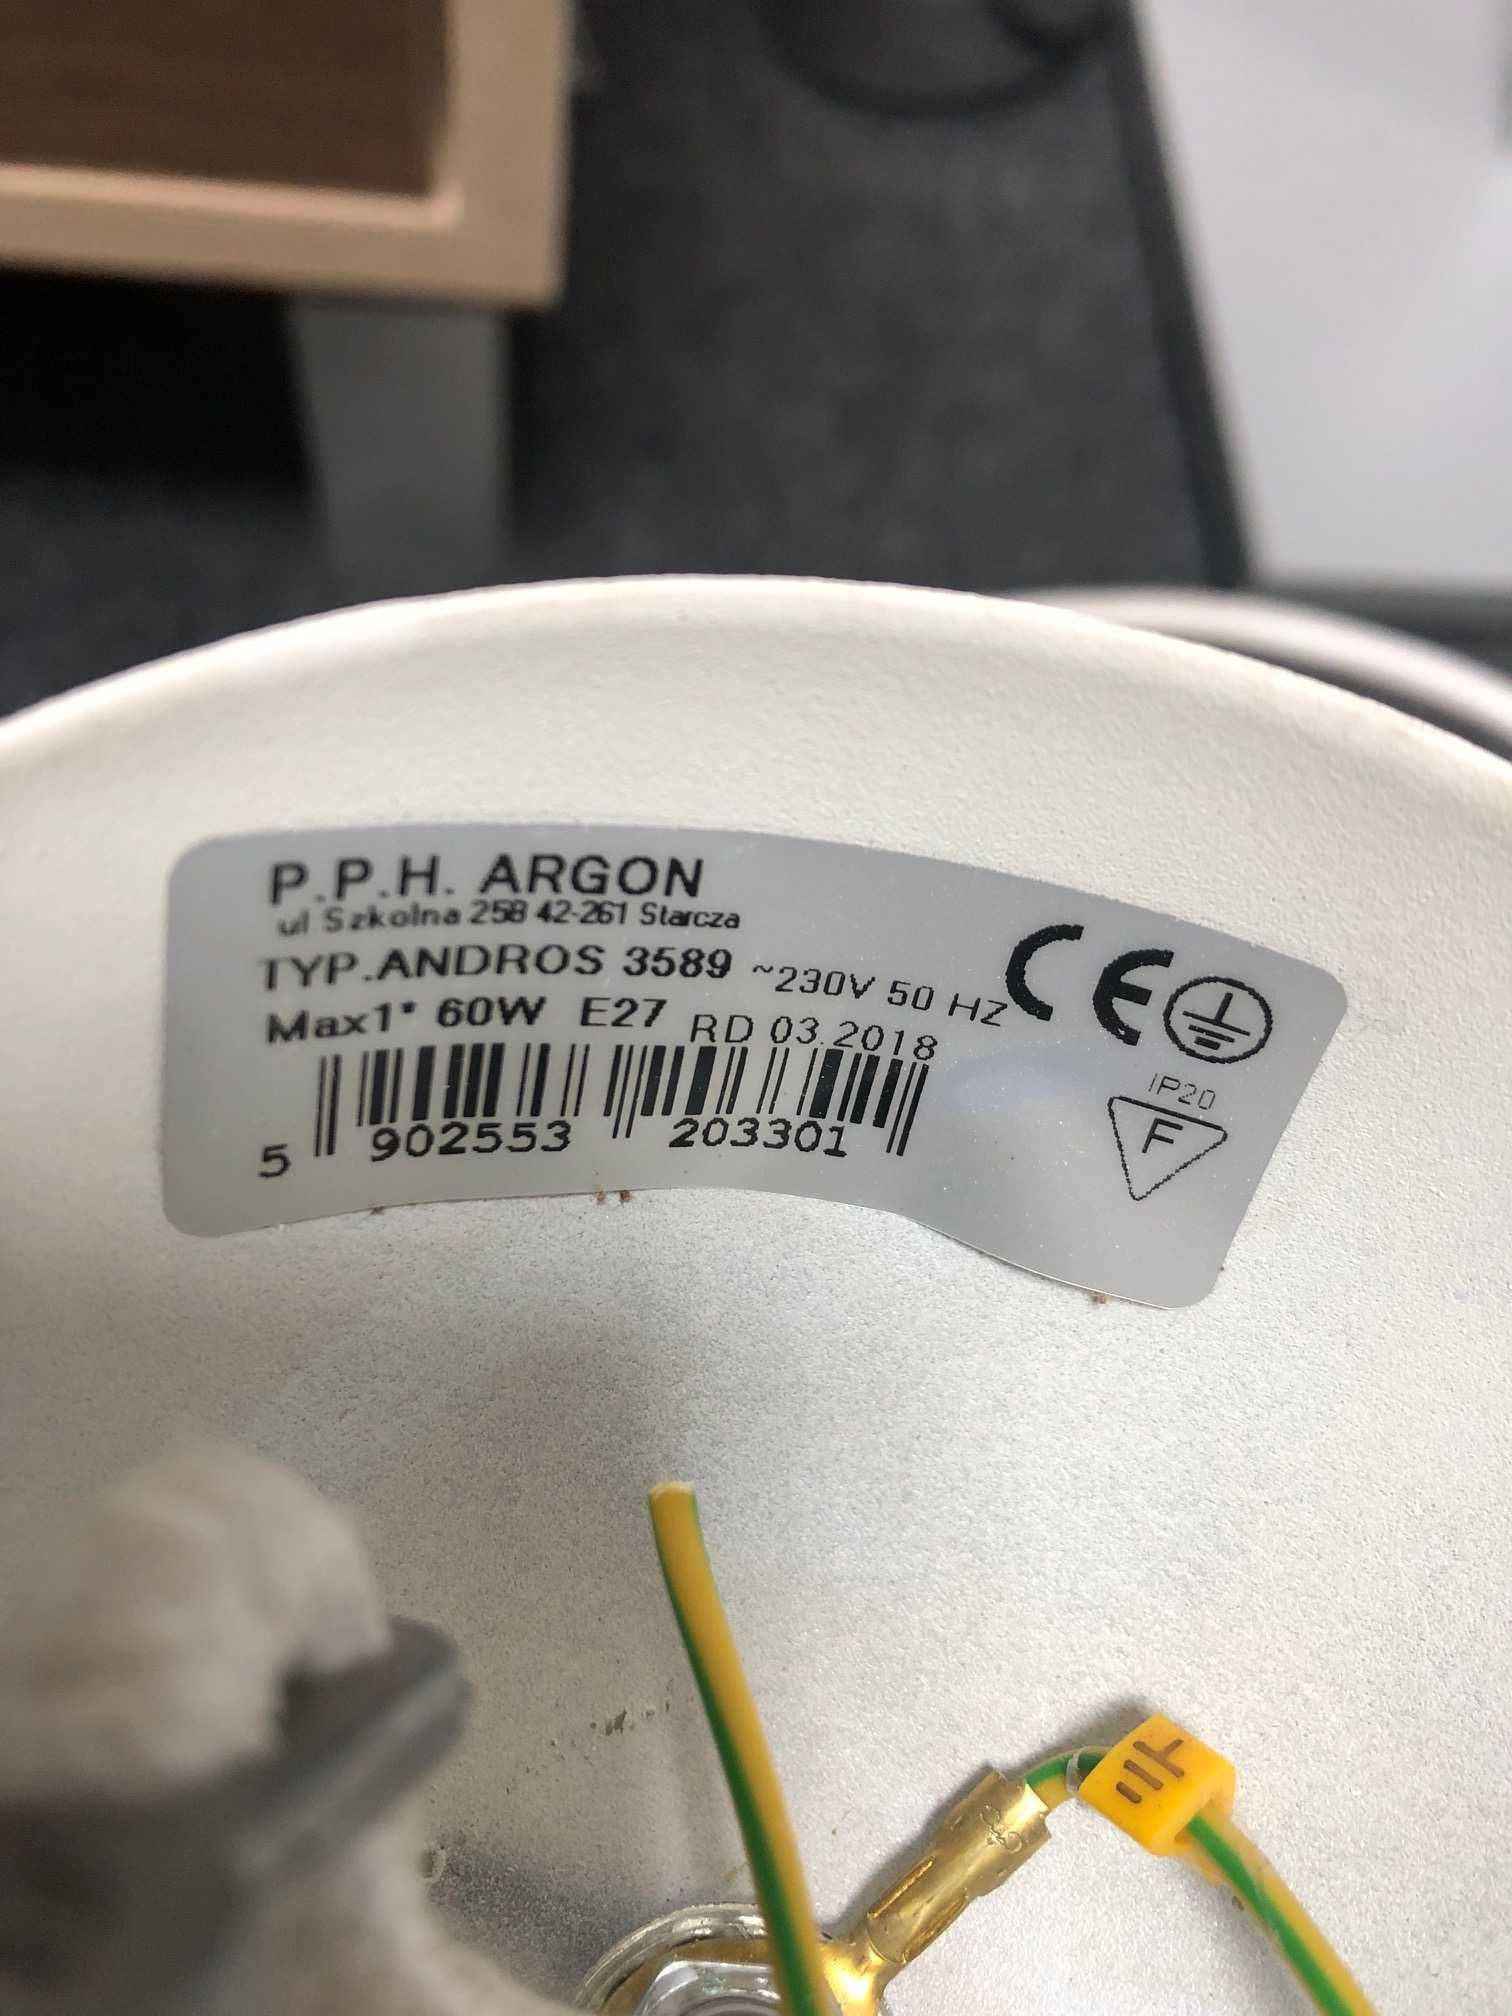 P.P.H. ARGON
ul Szkolna 258 42-261 Starcza
TYP.ANDROS 3589 ~230V 50 HZ
Max1* 60W E27 RD 03.2018
CE
IP20
F
5 902553 203301